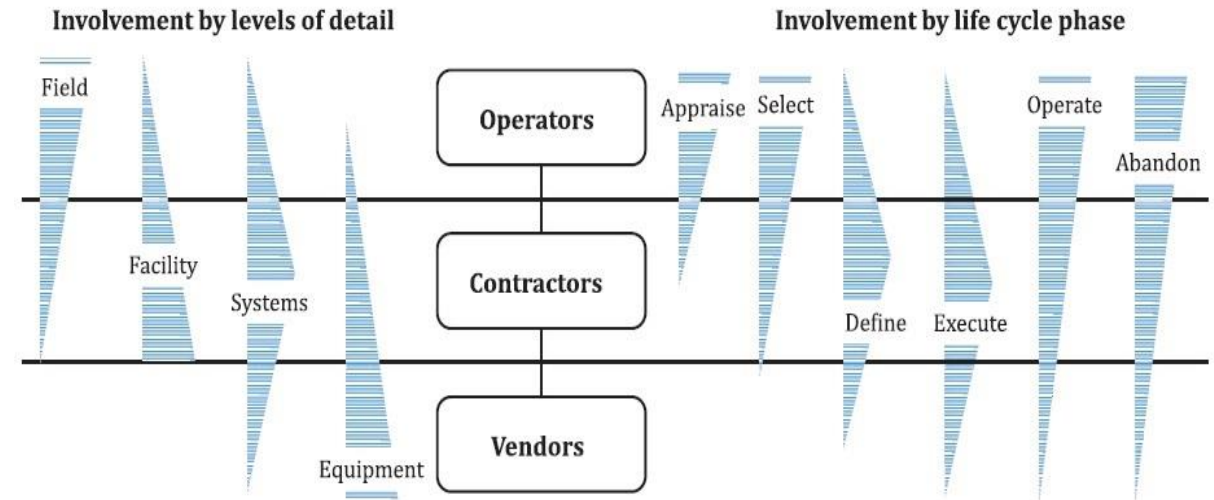 Involvement by levels of detail
Involvement by life cycle phase
Field
Facility
Systems
Equipment
Operators
Contractors
Vendors
Appraise
Select
Define
Execute
Operate
Abandon